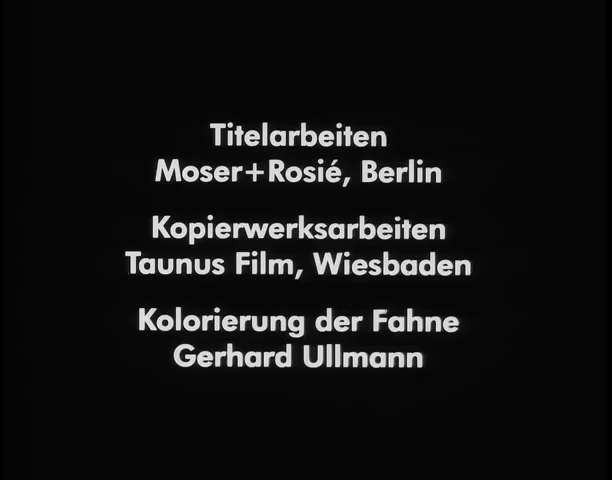 Titelarbeiten
Moser+Rosié, Berlin
Kopierwerksarbeiten
Taunus Film, Wiesbaden
Kolorierung der Fahne
Gerhard Ullmann